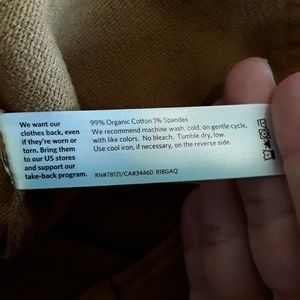 We want our
clothes back, even
if they're worn or
torn. Bring them
to our US stores
and support our
take-back program.
99% Organic Cotton 1% Spandex
We recommend machine wash, cold, on gentle cycle,
with like colors. No bleach. Tumble dry, low.
Use cool iron, if necessary, on the reverse side.
RN#78121/CA#34460 R18GAQ